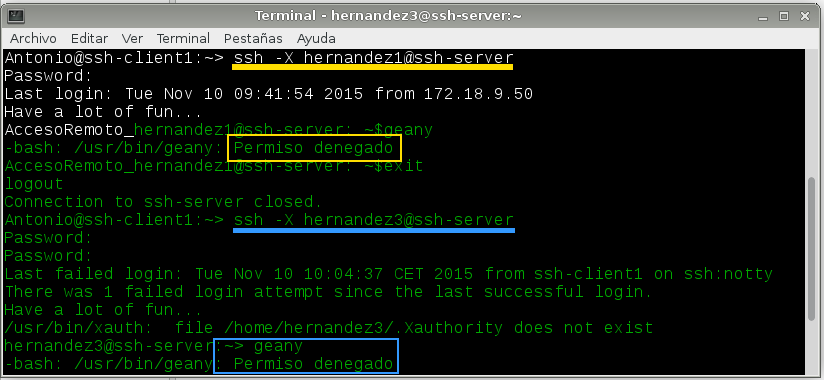 Terminal - hernandez3@ssh-server:~
Archivo Editar Ver Terminal Pestañas Ayuda
Antonio@ssh-client1:~> ssh -X hernandez1@ssh-server
Password:
Last login: Tue Nov 10 09:41:54 2015 from 172.18.9.50
Have a lot of fun...
AccesoRemoto_hernandez1@ssh-server: ~$geany
-bash: /usr/bin/geany: Permiso denegado
AccesoRemoto_hernandez1@ssh-server: ~$exit
logout
Connection to ssh-server closed.
Antonio@ssh-client1:~> ssh -X hernandez3@ssh-server
Password:
Password:
Last failed login: Tue Nov 10 10:04:37 CET 2015 from ssh-client1 on ssh:notty
There was 1 failed login attempt since the last successful login.
Have a lot of fun...
/usr/bin/xauth:  file /home/hernandez3/.Xauthority does not exist
hernandez3@ssh-server:~> geany
-bash: /usr/bin/geany: Permiso denegado